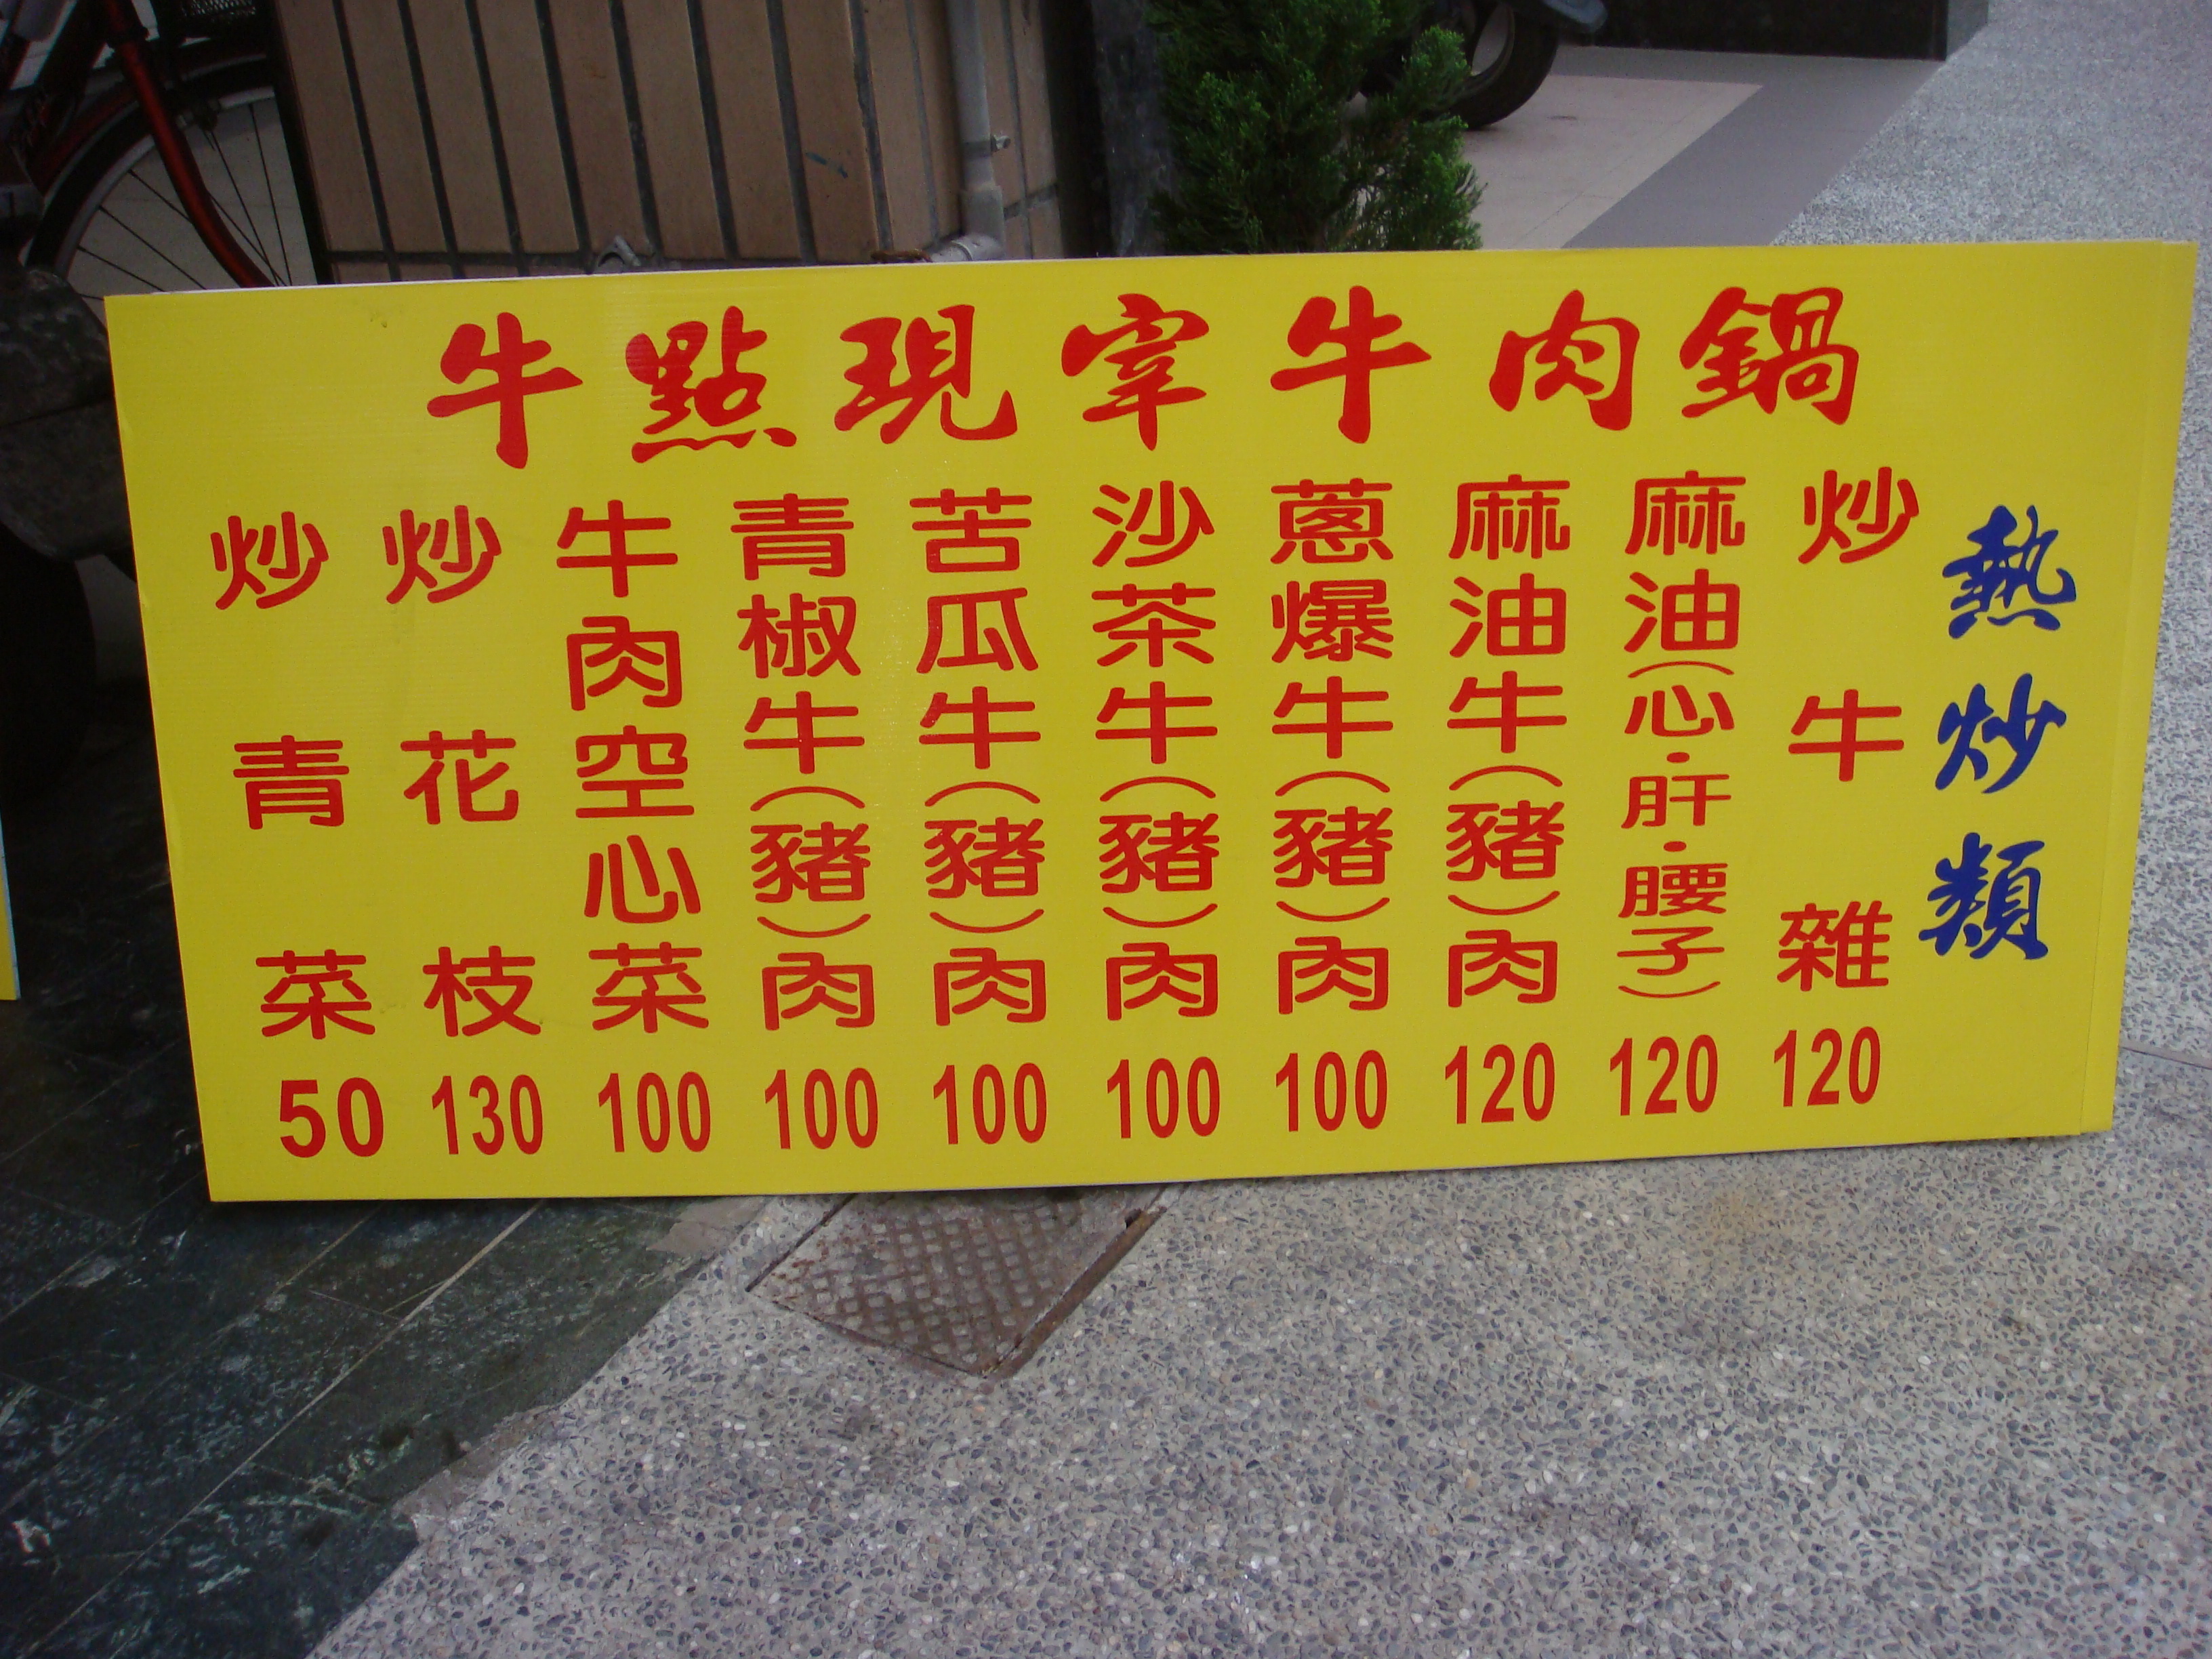 牛點現宰牛肉鍋
熱炒類
炒牛雜 120
麻油(心·肝·腰子) 120
麻油牛(豬)肉 120
蔥爆牛(豬)肉 100
沙茶牛(豬)肉 100
苦瓜牛(豬)肉 100
青椒牛(豬)肉 100
牛肉空心菜 100
炒花枝 130
炒青菜 50